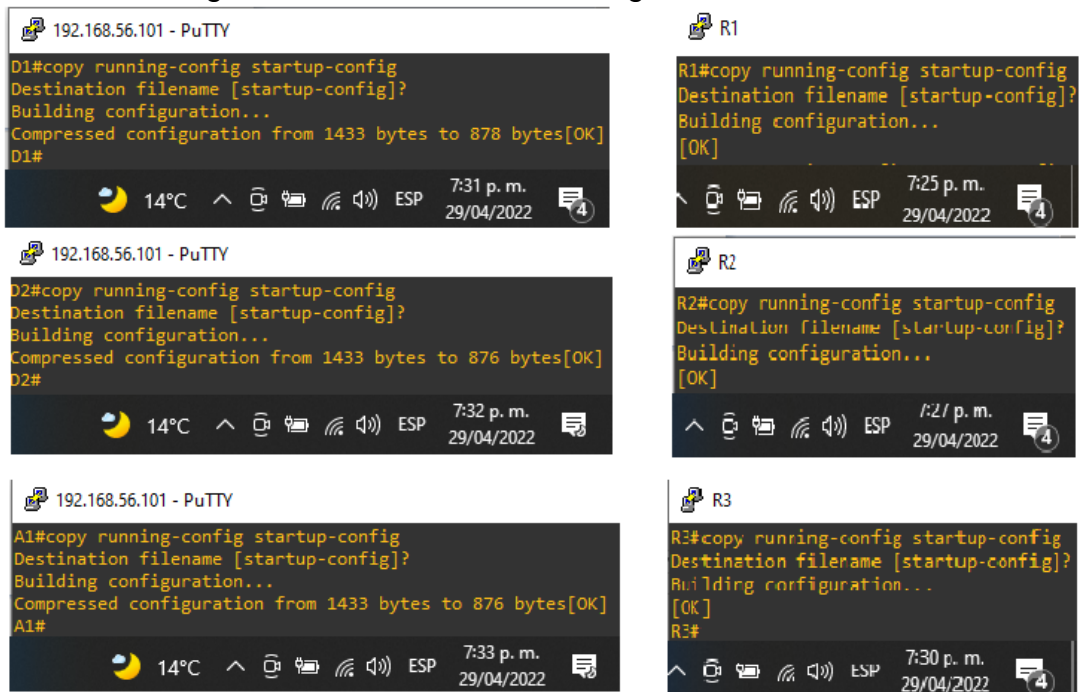 192.168.56.101 - PuTTY
D1#copy running-config startup-config
Destination filename [startup-config]?
Building configuration...
Compressed configuration from 1433 bytes to 878 bytes[OK]
D1#
14°C ESP 7:31 p. m.
29/04/2022
4
R1
R1#copy running-config startup-config
Destination filename [startup-config]?
Building configuration...
[OK]
ESP 7:25 p. m.
29/04/2022
4
192.168.56.101 - PuTTY
D2#copy running-config startup-config
Destination filename [startup-config]?
Building configuration...
Compressed configuration from 1433 bytes to 876 bytes[OK]
D2#
14°C ESP 7:32 p. m.
29/04/2022
R2
R2#copy running-config startup-config
Destination filename [startup-config]?
Building configuration...
[OK]
ESP 7:27 p. m.
29/04/2022
4
192.168.56.101 - PuTTY
A1#copy running-config startup-config
Destination filename [startup-config]?
Building configuration...
Compressed configuration from 1433 bytes to 876 bytes[OK]
A1#
14°C ESP 7:33 p. m.
29/04/2022
R3
R3#copy running-config startup-config
Destination filename [startup-config]?
Building configuration...
[OK]
R3#
ESP 7:30 p. m.
29/04/2022
4